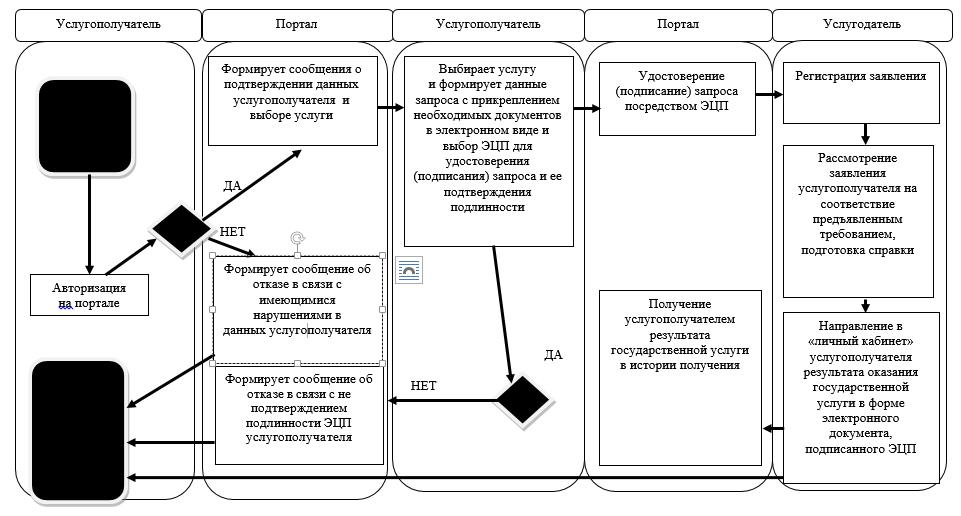 Услугополучатель
Портал
Услугополучатель
Портал
Услугодатель
Авторизация
на портале
Формирует сообщения о
подтверждении данных
услугополучателя и
выборе услуги
ДА
НЕТ
Формирует сообщение об
отказе в связи с
имеющимися
нарушениями в
данных услугополучателя
Формирует сообщение об
отказе в связи с не
подтверждением
подлинности ЭЦП
услугополучателя
Выбирает услугу
и формирует данные
запроса с прикреплением
необходимых документов
в электронном виде и
выбор ЭЦП для
удостоверения
(подписания) запроса и ее
подтверждения
подлинности
ДА
НЕТ
Удостоверение
(подписание) запроса
посредством ЭЦП
Получение
услугополучателем
результата
государственной услуги
в истории получения
Регистрация заявления
Рассмотрение
заявления
услугополучателя на
соответствие
предъявленным
требованием,
подготовка справки
Направление в
«личный кабинет»
услугополучателя
результата оказания
государственной
услуги в форме
электронного
документа,
подписанного ЭЦП